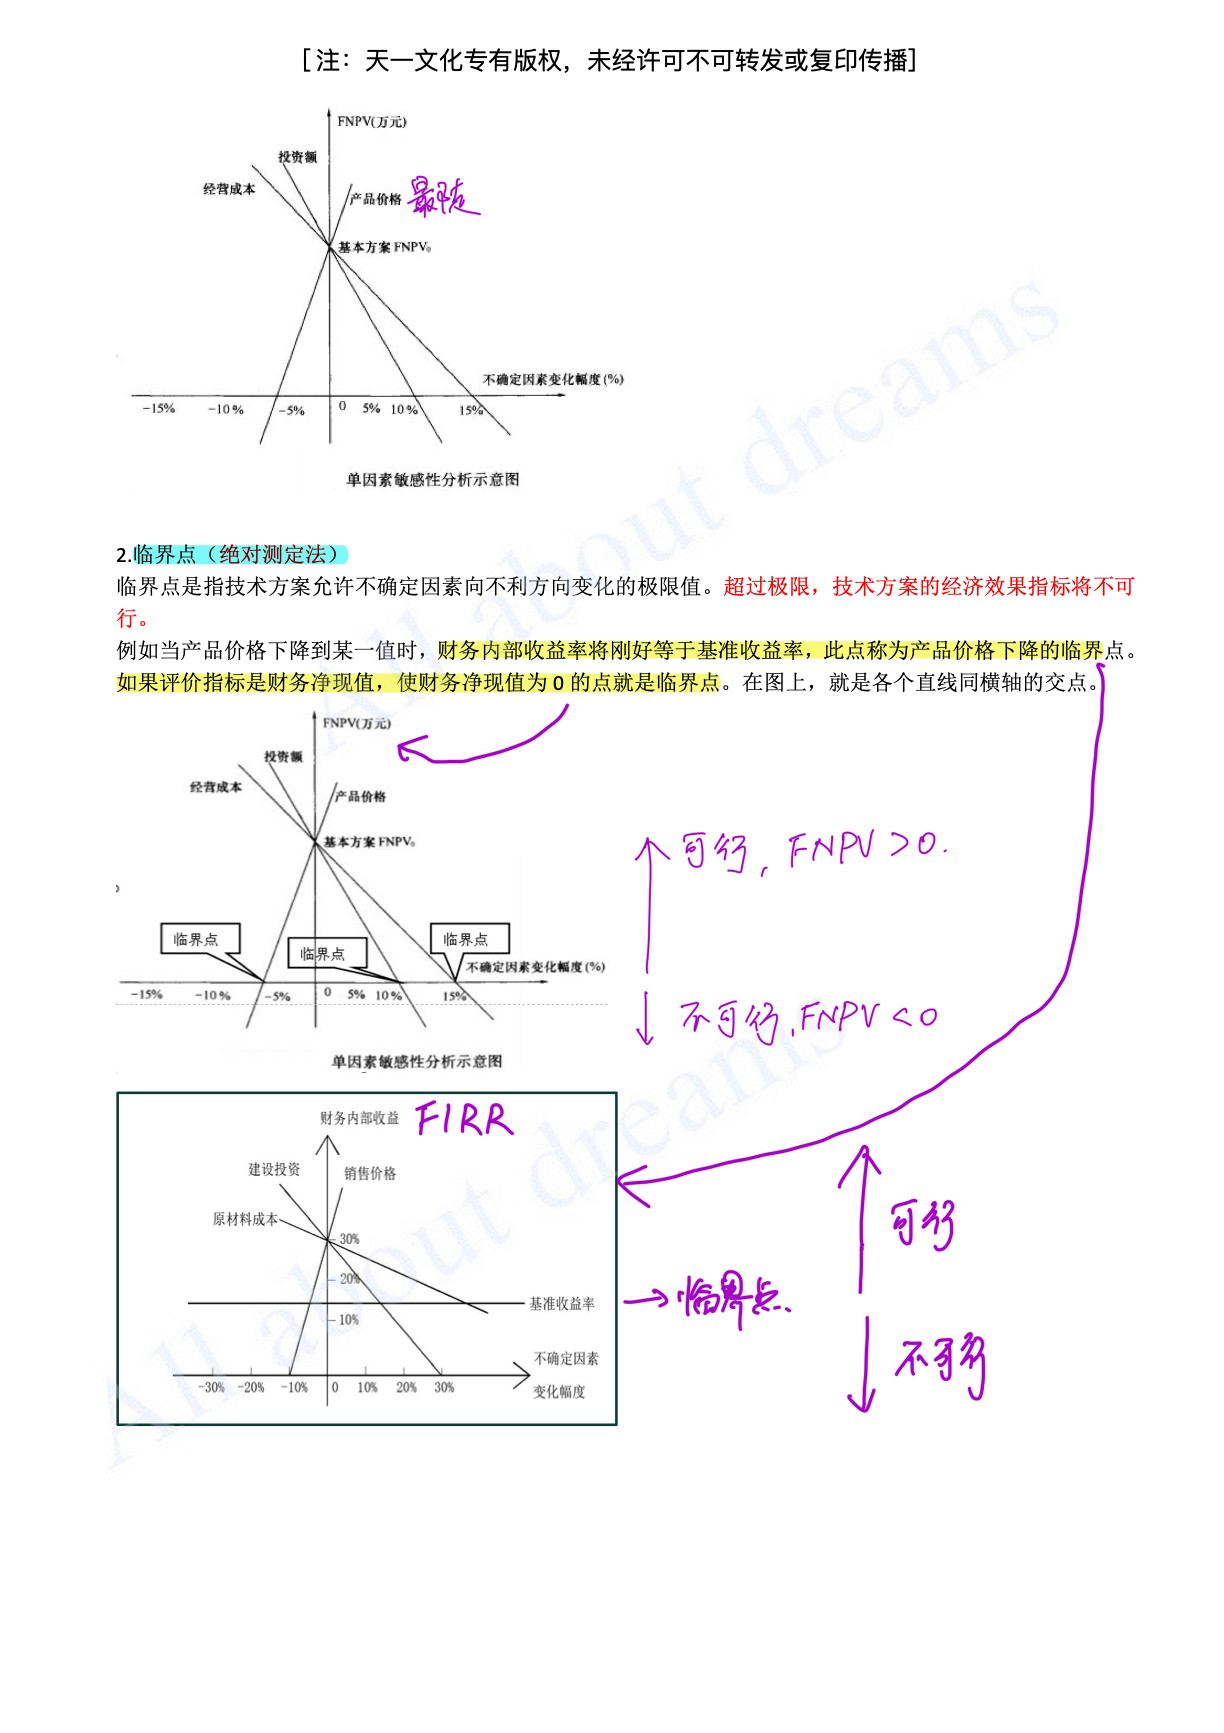 [注：天一文化专有版权，未经许可不可转发或复印传播]
FNPV(万元)
投资额
经营成本
产品价格 最陡
基本方案FNPV₀
不确定因素变化幅度(%)
-15% -10% -5% 0 5% 10% 15%
单因素敏感性分析示意图
2.临界点（绝对测定法）
临界点是指技术方案允许不确定因素向不利方向变化的极限值。超过极限，技术方案的经济效果指标将不可
行。
例如当产品价格下降到某一值时，财务内部收益率将刚好等于基准收益率，此点称为产品价格下降的临界点。
如果评价指标是财务净现值，使财务净现值为 0 的点就是临界点。在图上，就是各个直线同横轴的交点。
FNPV(万元)
投资额
经营成本
产品价格
基本方案FNPV₀
可行, FNPV>0.
临界点 临界点 临界点
不确定因素变化幅度(%)
-15% -10% -5% 0 5% 10% 15%
不可行,FNPV<0
单因素敏感性分析示意图
财务内部收益 FIRR
建设投资 销售价格
原材料成本
30%
20%
基准收益率
临界点.
10%
可行
不可行
不确定因素
变化幅度
-30% -20% -10% 0 10% 20% 30%
All about dreams
All about dreams